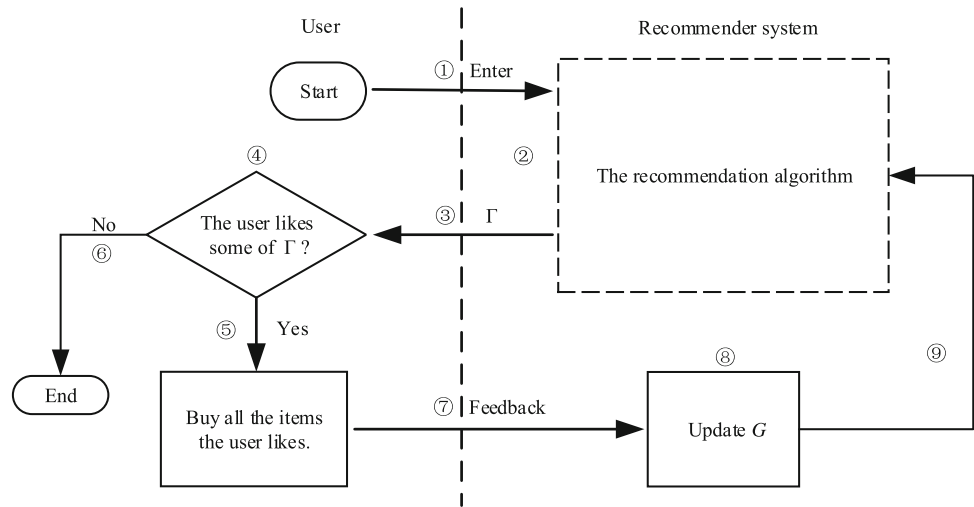 User
Recommender system
① Enter
Start
②
The recommendation algorithm
④
③ Γ
The user likes
some of Γ ?
No
⑥
⑤ Yes
End
Buy all the items
the user likes.
⑦ Feedback
⑧
Update G
⑨